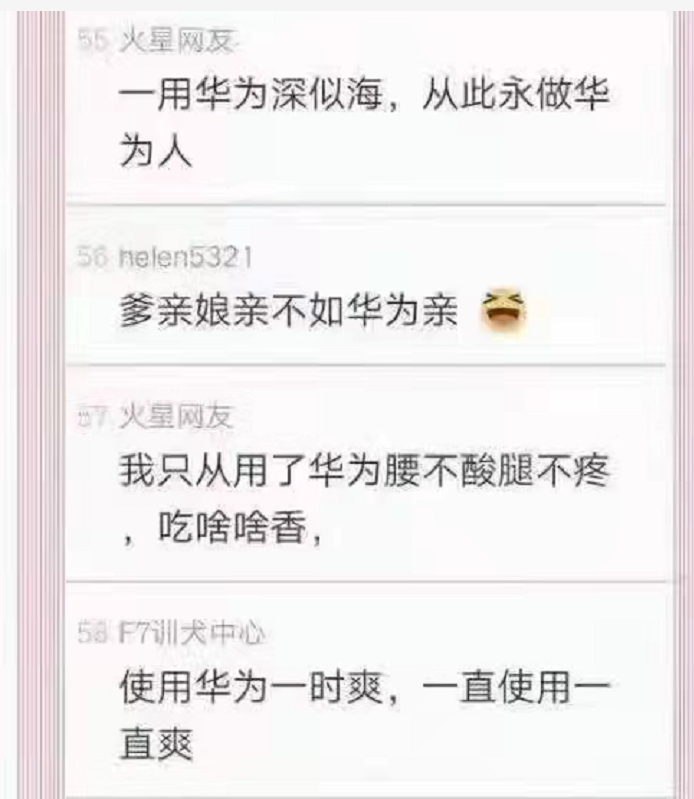 55 火星网友
一用华为深似海，从此永做华
为人
56 helen5321
爹亲娘亲不如华为亲 😆
57 火星网友
我只从用了华为腰不酸腿不疼
，吃啥啥香，
58 F7训犬中心
使用华为一时爽，一直使用一
直爽